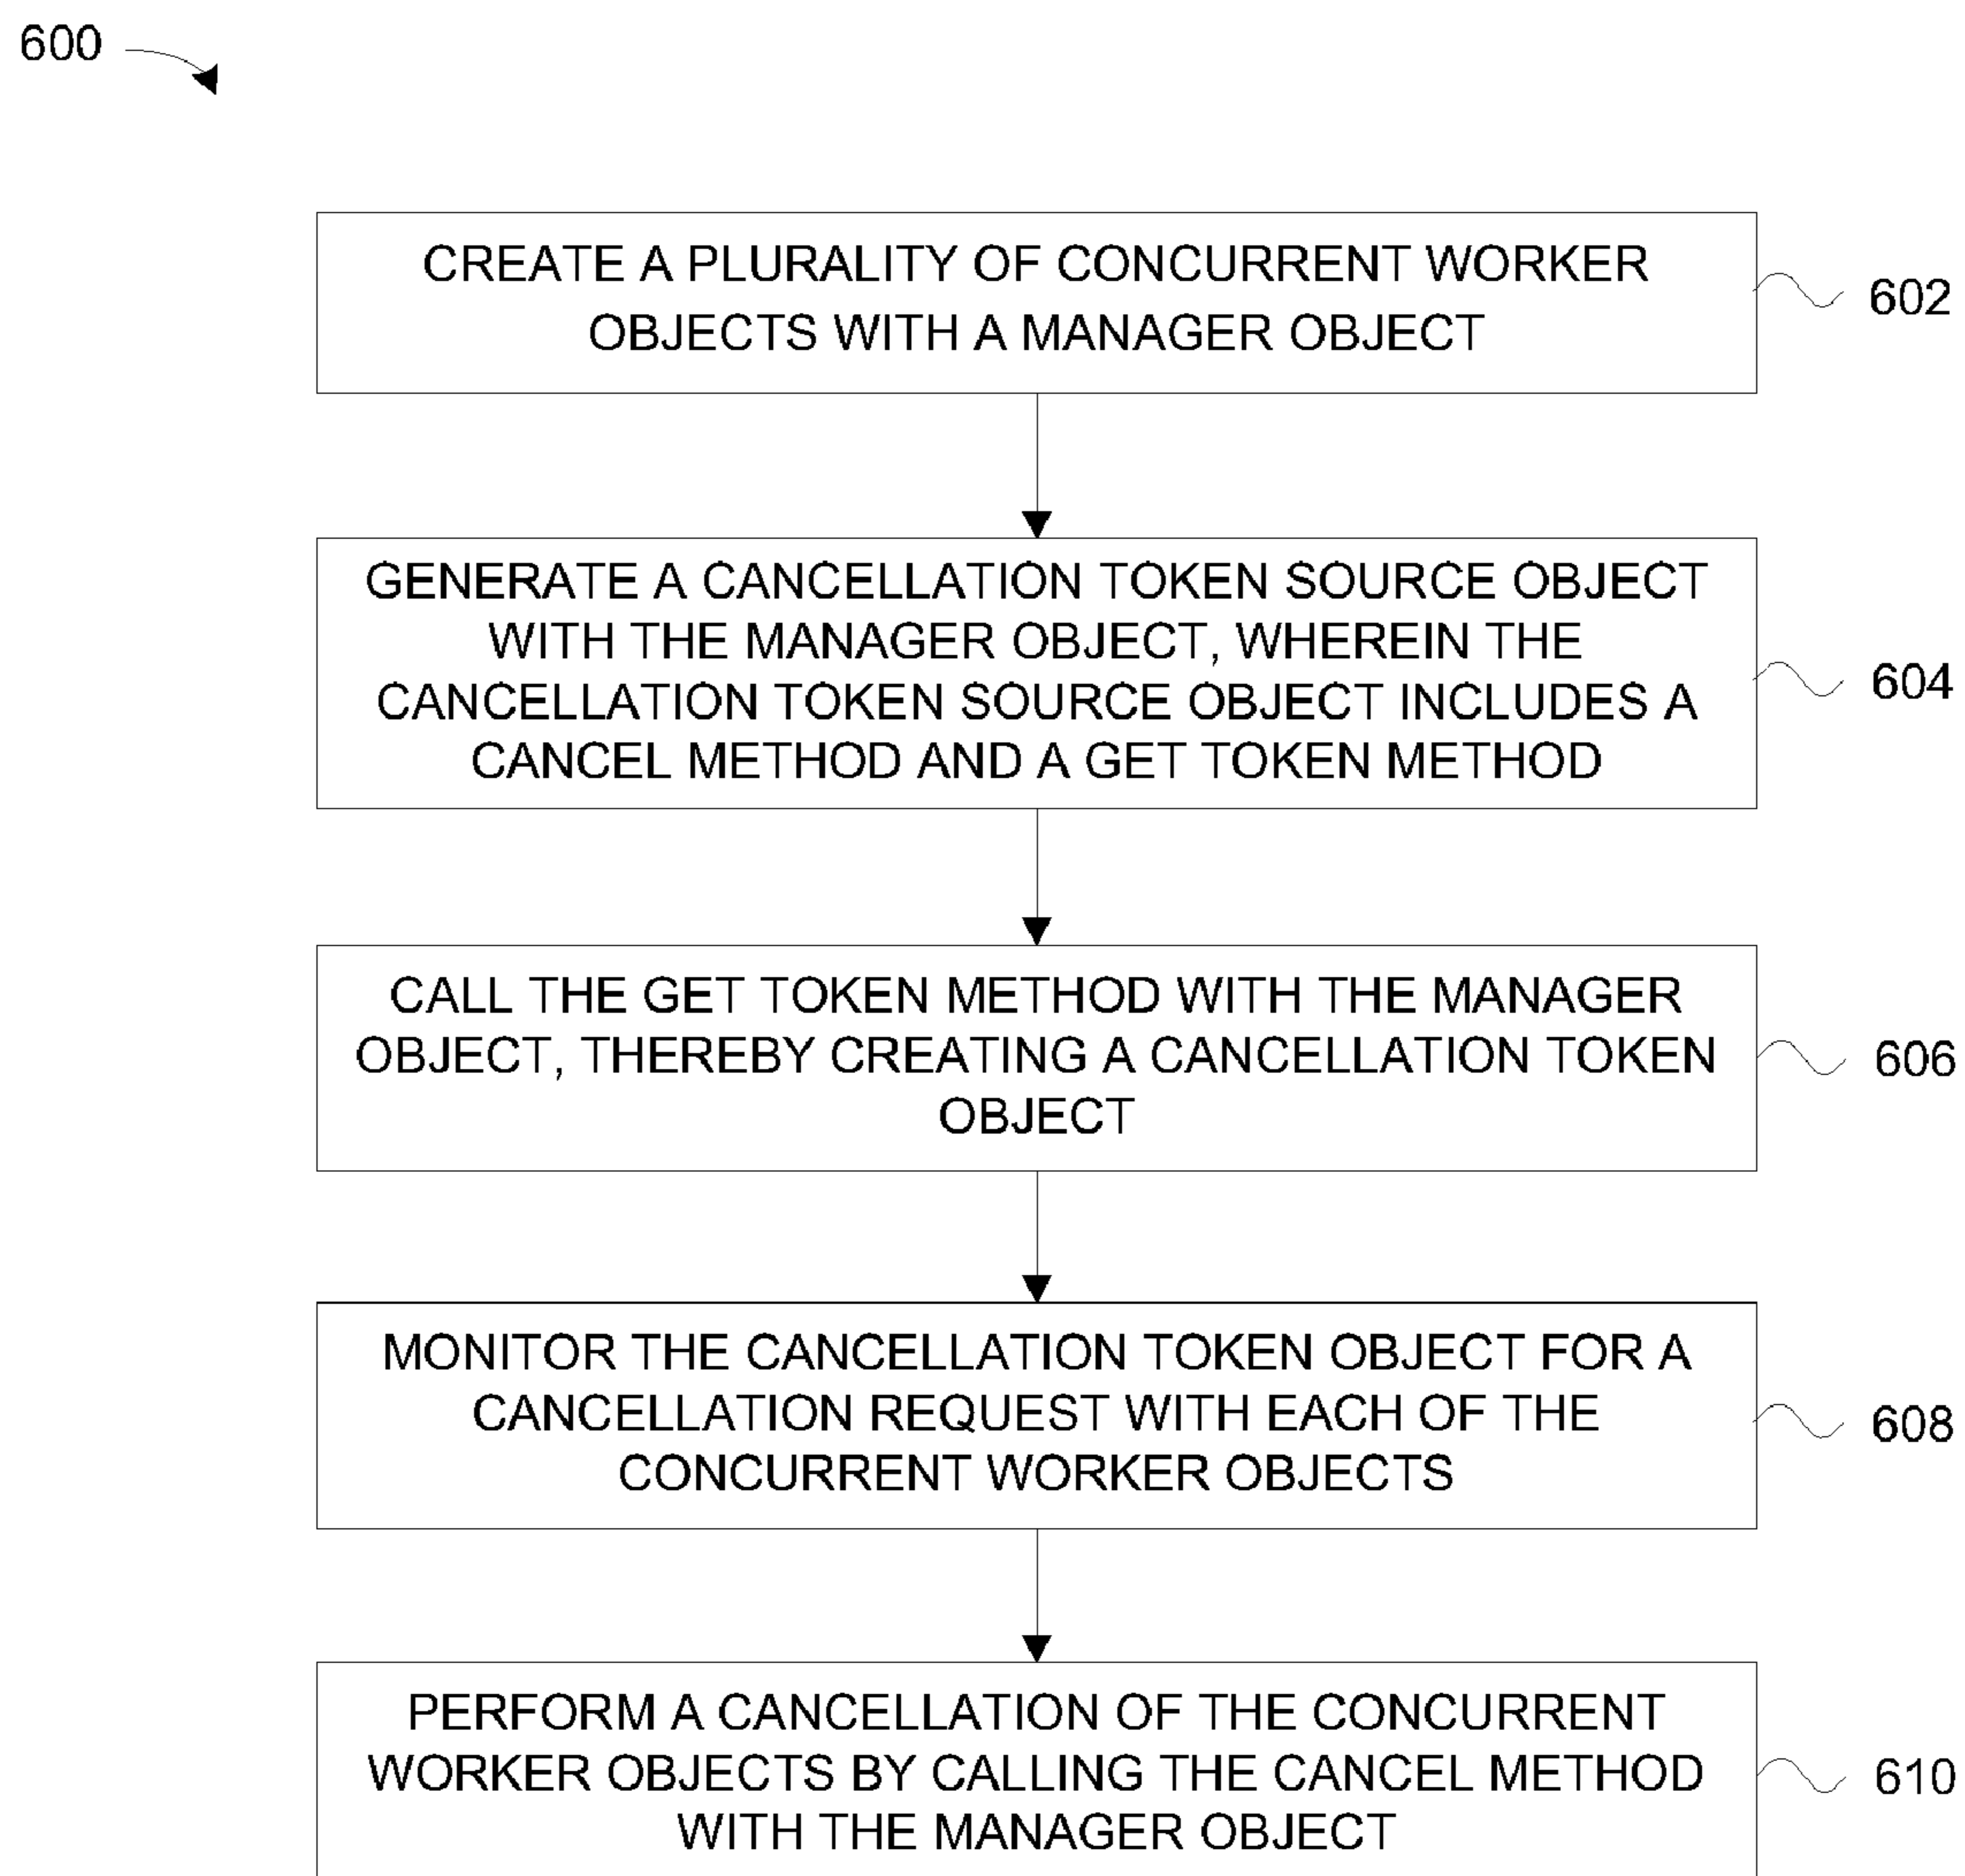 600
CREATE A PLURALITY OF CONCURRENT WORKER
OBJECTS WITH A MANAGER OBJECT
602
GENERATE A CANCELLATION TOKEN SOURCE OBJECT
WITH THE MANAGER OBJECT, WHEREIN THE
CANCELLATION TOKEN SOURCE OBJECT INCLUDES A
CANCEL METHOD AND A GET TOKEN METHOD
604
CALL THE GET TOKEN METHOD WITH THE MANAGER
OBJECT, THEREBY CREATING A CANCELLATION TOKEN
OBJECT
606
MONITOR THE CANCELLATION TOKEN OBJECT FOR A
CANCELLATION REQUEST WITH EACH OF THE
CONCURRENT WORKER OBJECTS
608
PERFORM A CANCELLATION OF THE CONCURRENT
WORKER OBJECTS BY CALLING THE CANCEL METHOD
WITH THE MANAGER OBJECT
610